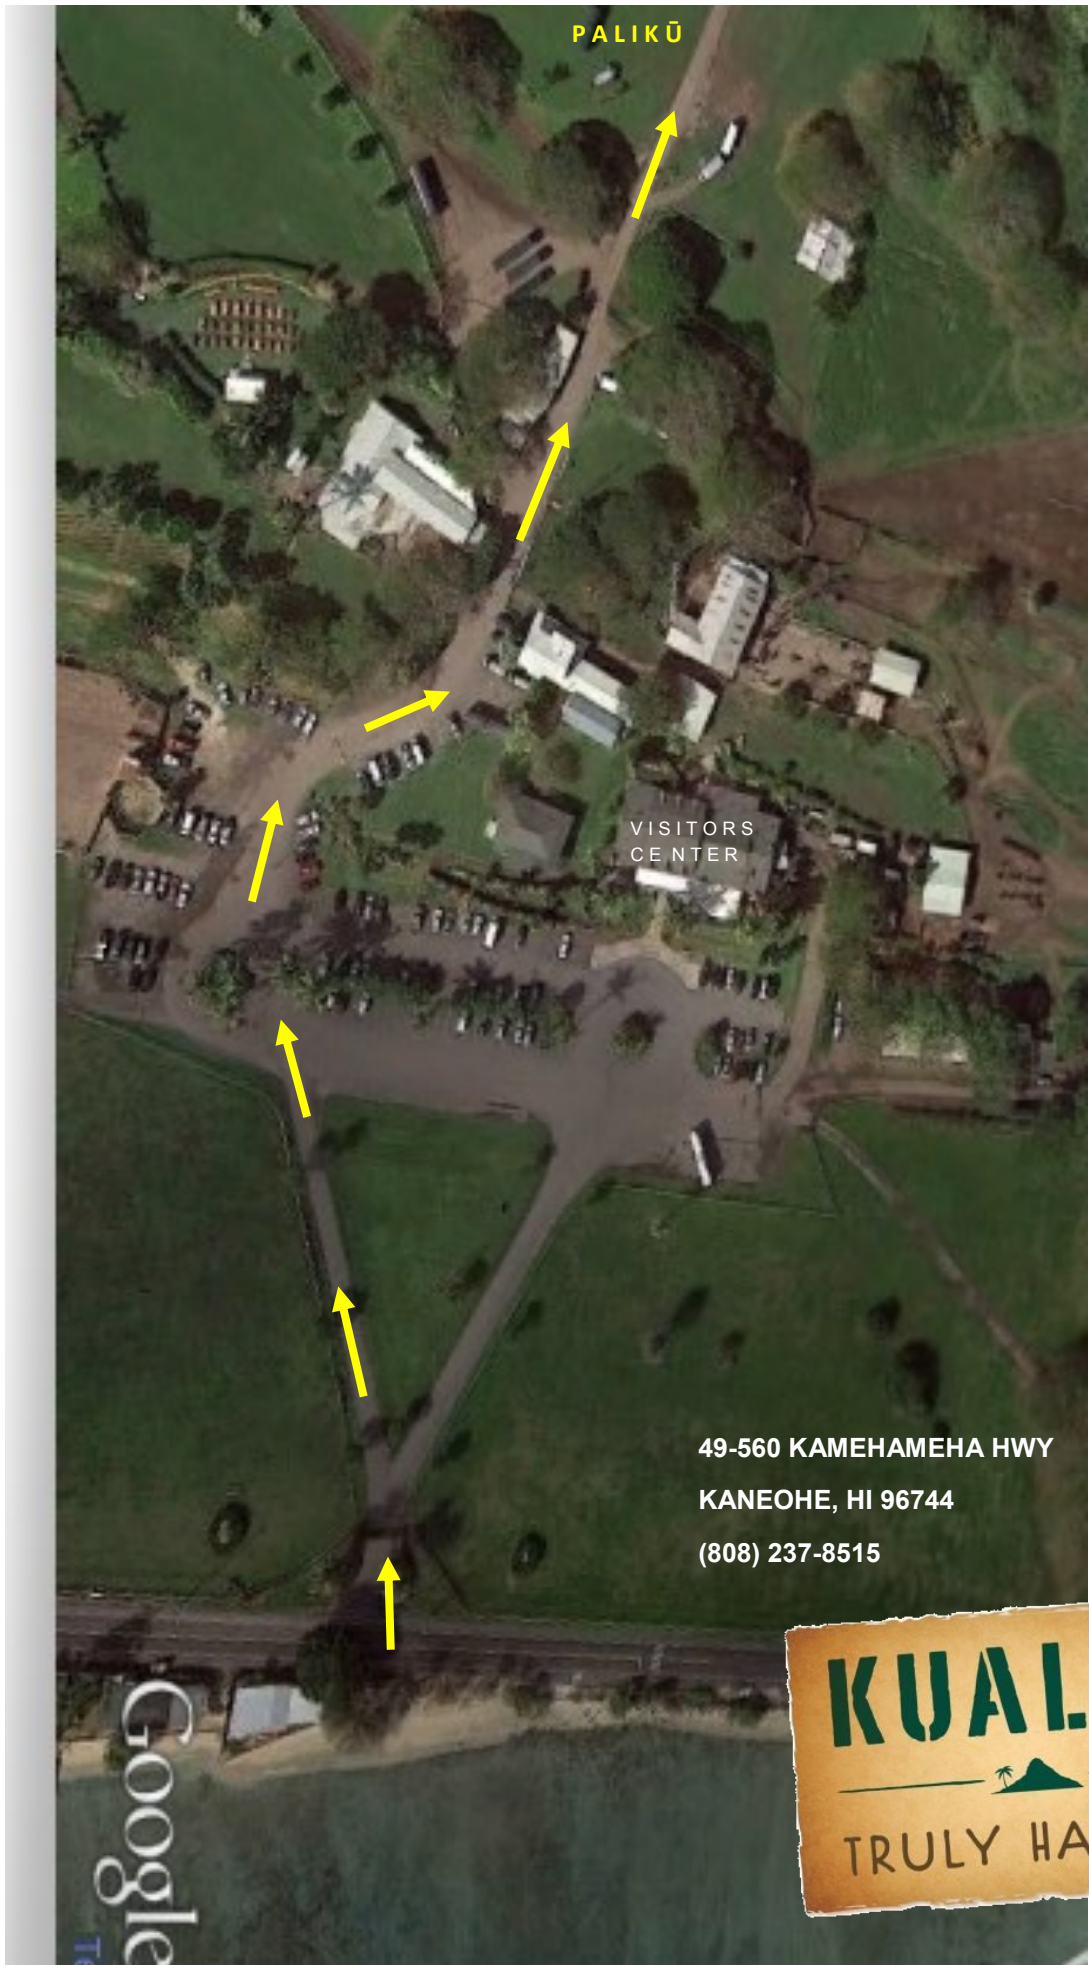 PALIKŪ
VISITORS
CENTER
49-560 KAMEHAMEHA HWY
KANEOHE, HI 96744
(808) 237-8515
KUAL
TRULY HA
Google